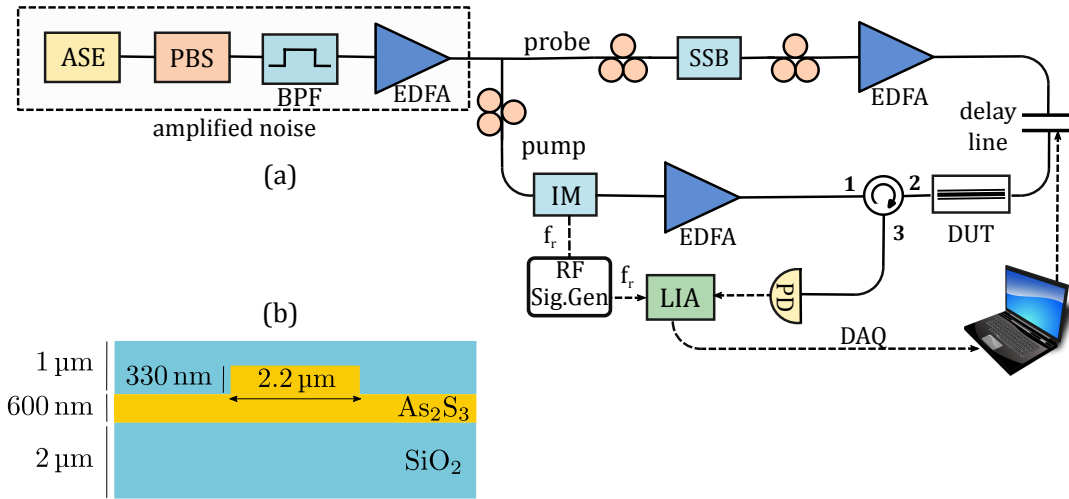 (a)
ASE
PBS
BPF
EDFA
amplified noise
probe
SSB
EDFA
delay
line
pump
IM
EDFA
1
2
3
DUT
f_r
RF
Sig.Gen
f_r
LIA
PD
DAQ
(b)
1 μm
330 nm
2.2 μm
600 nm
As₂S₃
2 μm
SiO₂